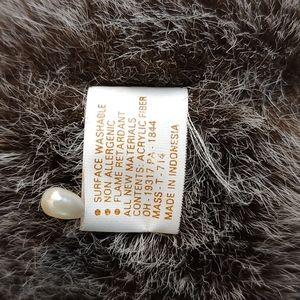 • SURFACE WASHABLE
• NON ALLERGENIC
• FLAME RETARDANT
ALL NEW MATERIALS
CONTENTS: ACRYLIC FIBER
OH - 19317 PA - 1844
MASS - T - 714
MADE IN INDONESIA